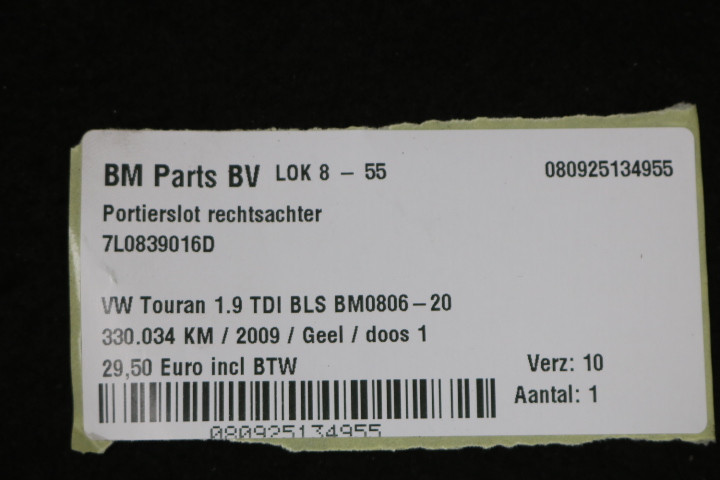 BM Parts BV LOK 8 - 55 080925134955
Portierslot rechtsachter
7L0839016D
VW Touran 1.9 TDI BLS BM0806-20
330.034 KM / 2009 / Geel / doos 1
29,50 Euro incl BTW Verz: 10
Aantal: 1
080925134955